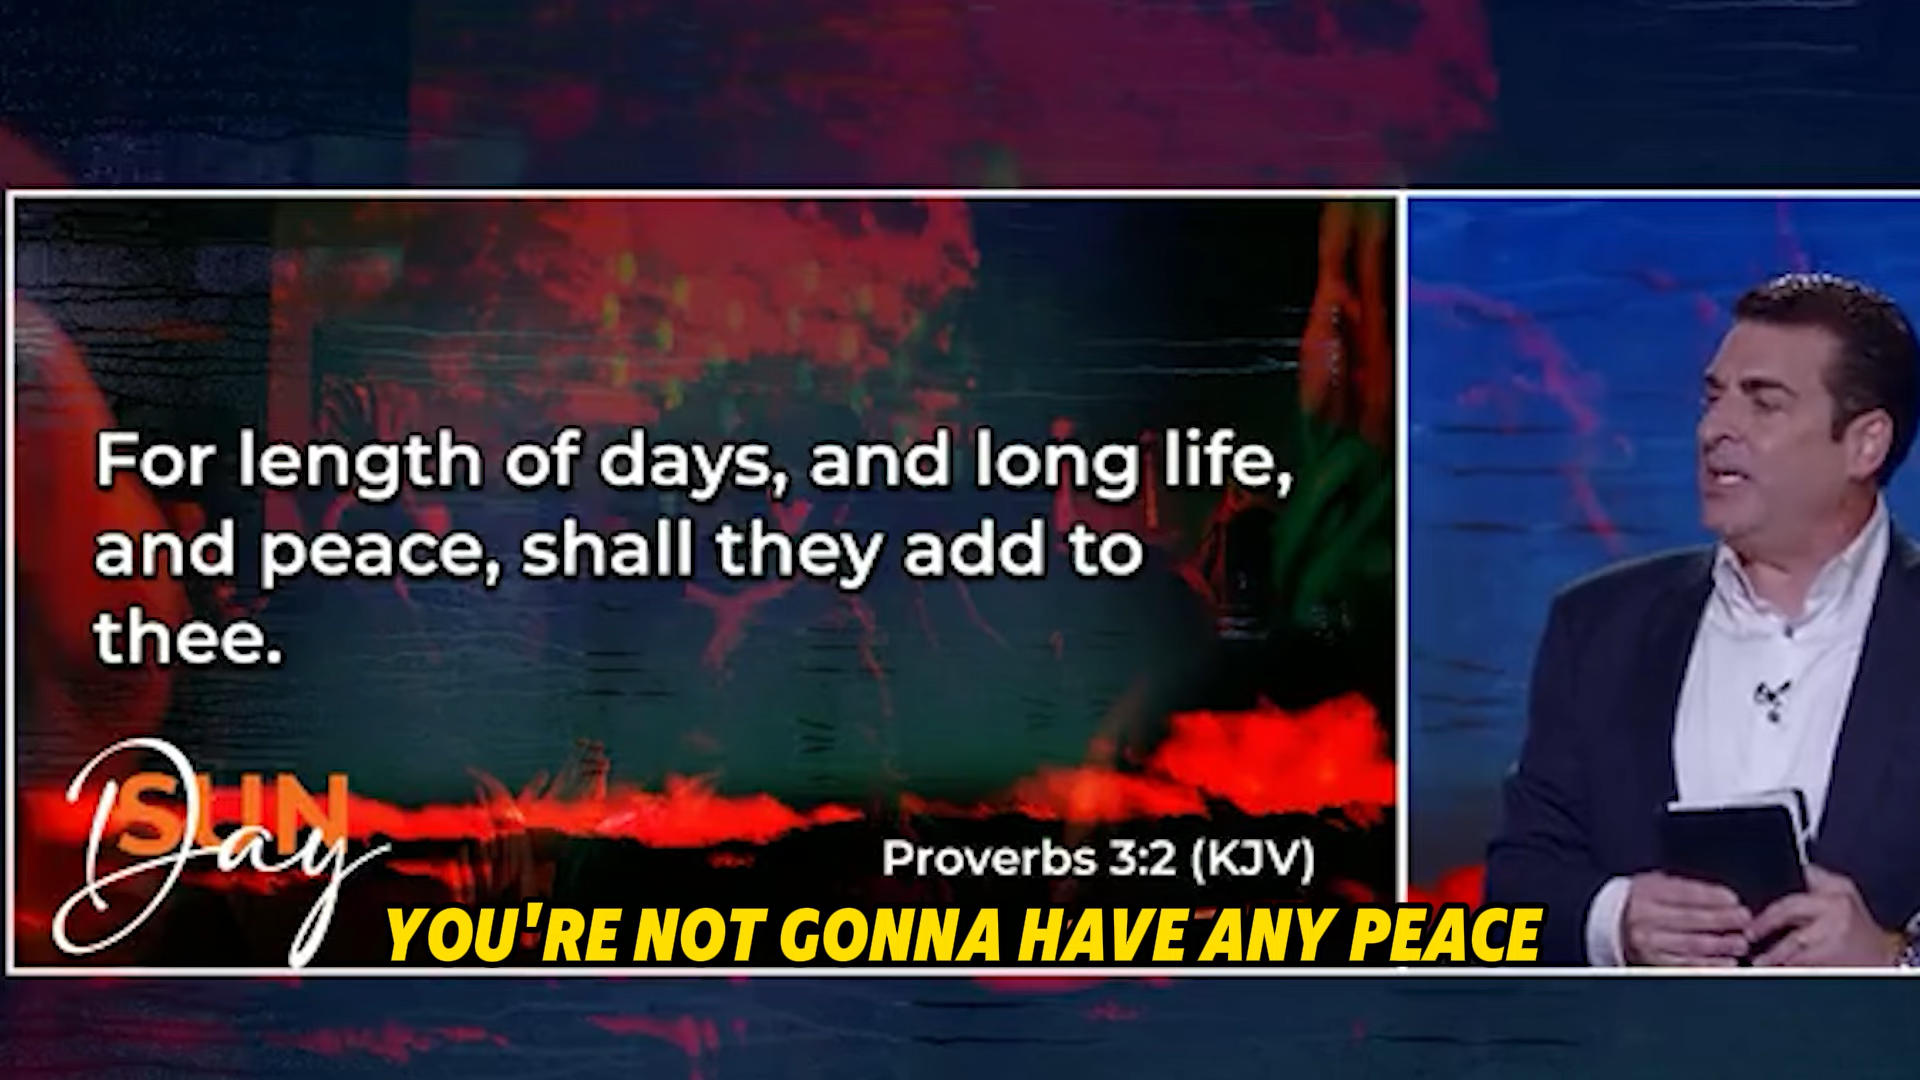 For length of days, and long life,
and peace, shall they add to
thee.
SUN
Day
Proverbs 3:2 (KJV)
YOU'RE NOT GONNA HAVE ANY PEACE